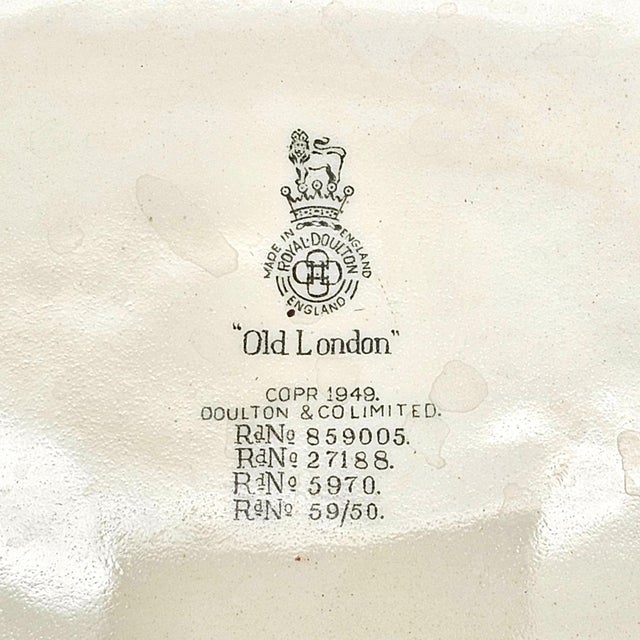 MADE IN ENGLAND
ROYAL·DOULTON
ENGLAND
"Old London"
COPR 1949.
DOULTON & CO LIMITED.
RdNo 859005.
RdNo 27188.
RdNo 5970.
RdNo 59/50.